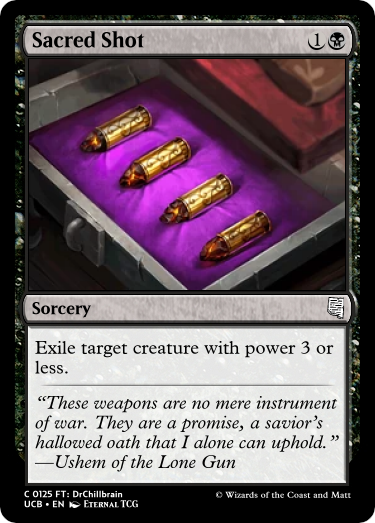 Sacred Shot 1
Sorcery
Exile target creature with power 3 or
less.
“These weapons are no mere instrument
of war. They are a promise, a savior’s
hallowed oath that I alone can uphold.”
—Ushem of the Lone Gun
C 0125 FT: DrChillbrain
UCB • EN Eternal TCG
© Wizards of the Coast and Matt